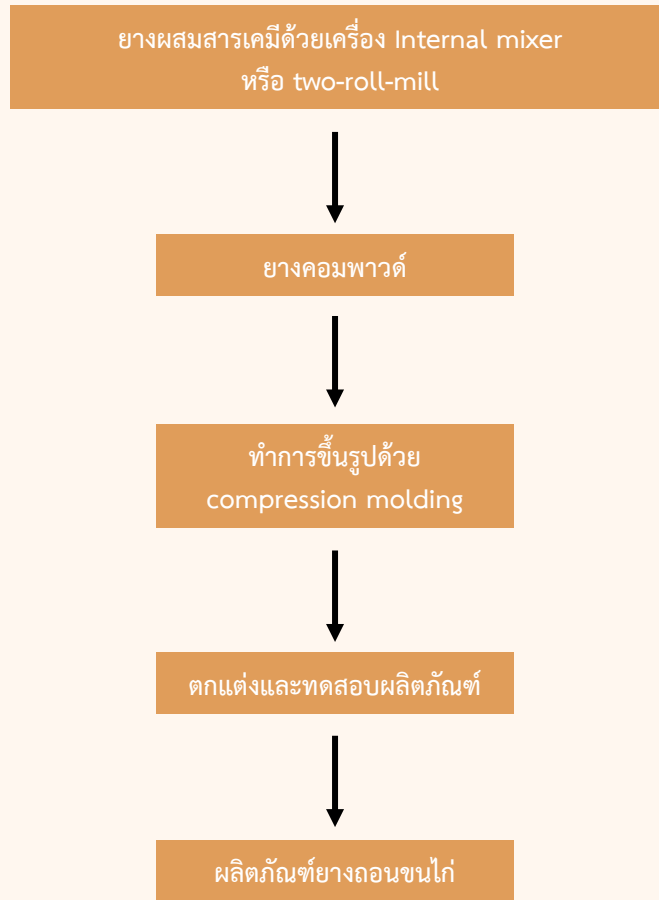 ยางผสมสารเคมีด้วยเครื่อง Internal mixer
หรือ two-roll-mill
ยางคอมพาวด์
ทำการขึ้นรูปด้วย
compression molding
ตกแต่งและทดสอบผลิตภัณฑ์
ผลิตภัณฑ์ยางถอนขนไก่